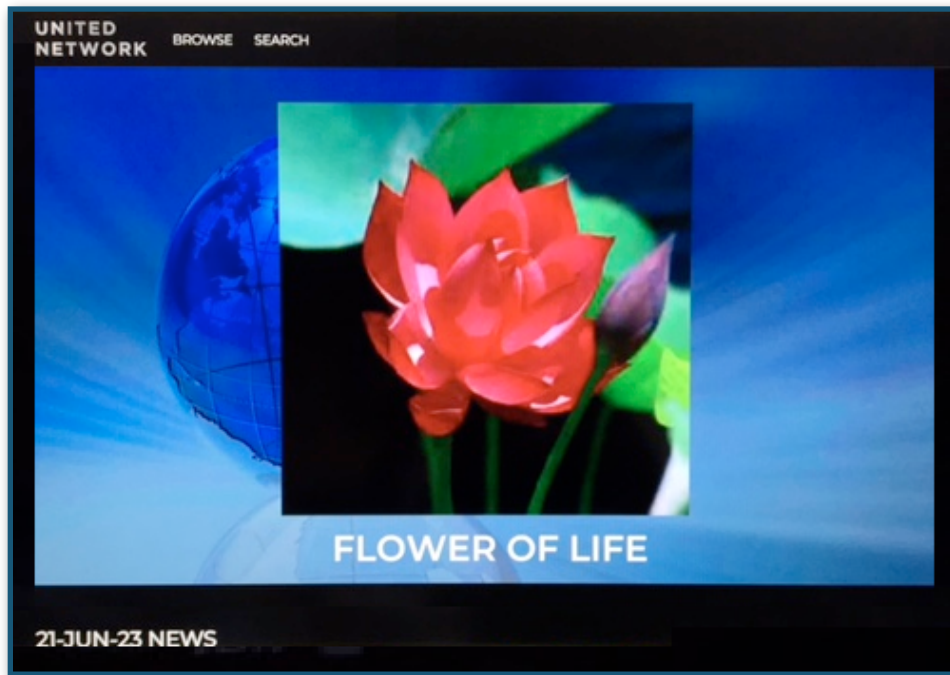 UNITED
NETWORK
BROWSE SEARCH
FLOWER OF LIFE
21-JUN-23 NEWS